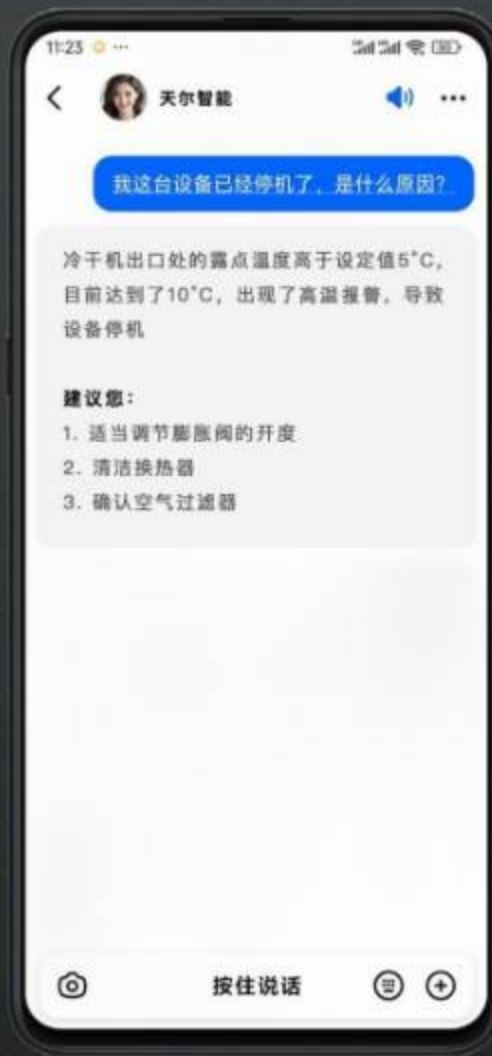 11:23
天尔智能
我这台设备已经停机了，是什么原因？
冷干机出口处的露点温度高于设定值5°C，
目前达到了10°C，出现了高温报警，导致
设备停机
建议您：
1. 适当调节膨胀阀的开度
2. 清洁换热器
3. 确认空气过滤器
按住说话